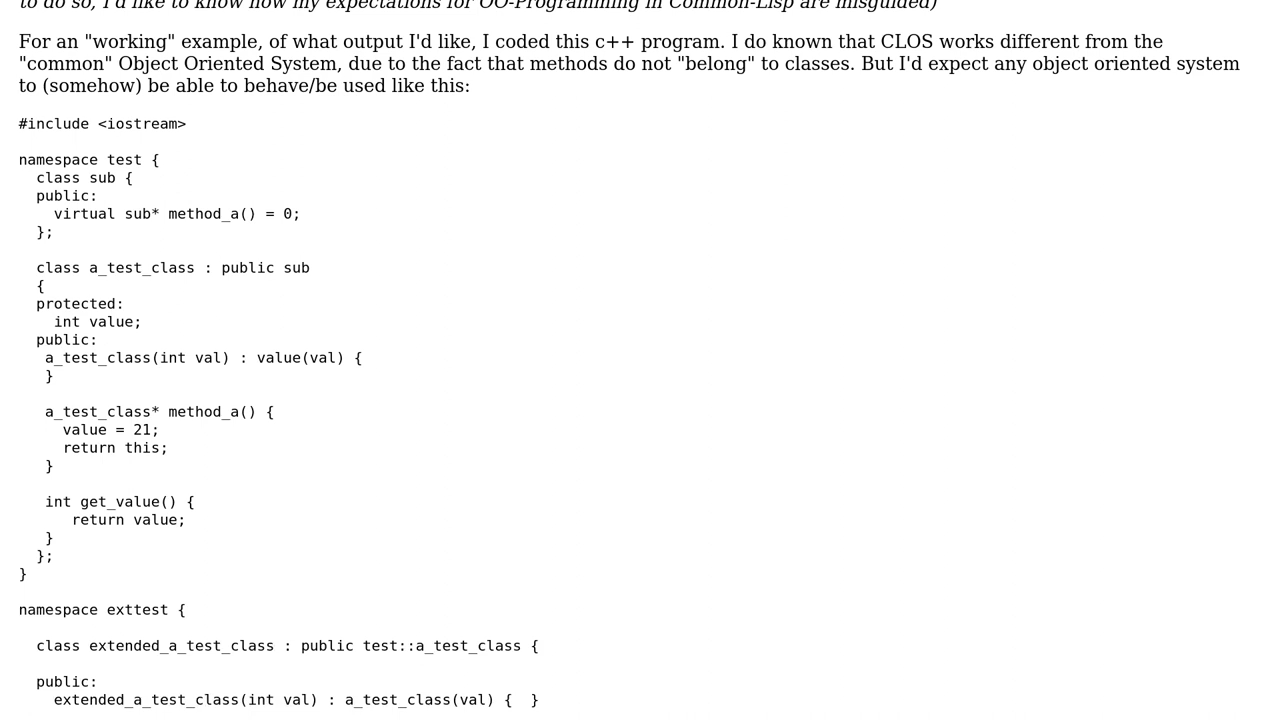 to do so, I'd like to know how my expectations for OO-Programming in Common-Lisp are misguided)
For an "working" example, of what output I'd like, I coded this c++ program. I do known that CLOS works different from the
"common" Object Oriented System, due to the fact that methods do not "belong" to classes. But I'd expect any object oriented system
to (somehow) be able to behave/be used like this:
#include <iostream>
namespace test {
  class sub {
  public:
    virtual sub* method_a() = 0;
  };
  class a_test_class : public sub
  {
  protected:
    int value;
  public:
   a_test_class(int val) : value(val) {
   }
   a_test_class* method_a() {
     value = 21;
     return this;
   }
   int get_value() {
      return value;
   }
  };
}
namespace exttest {
  class extended_a_test_class : public test::a_test_class {
  public:
    extended_a_test_class(int val) : a_test_class(val) {  }